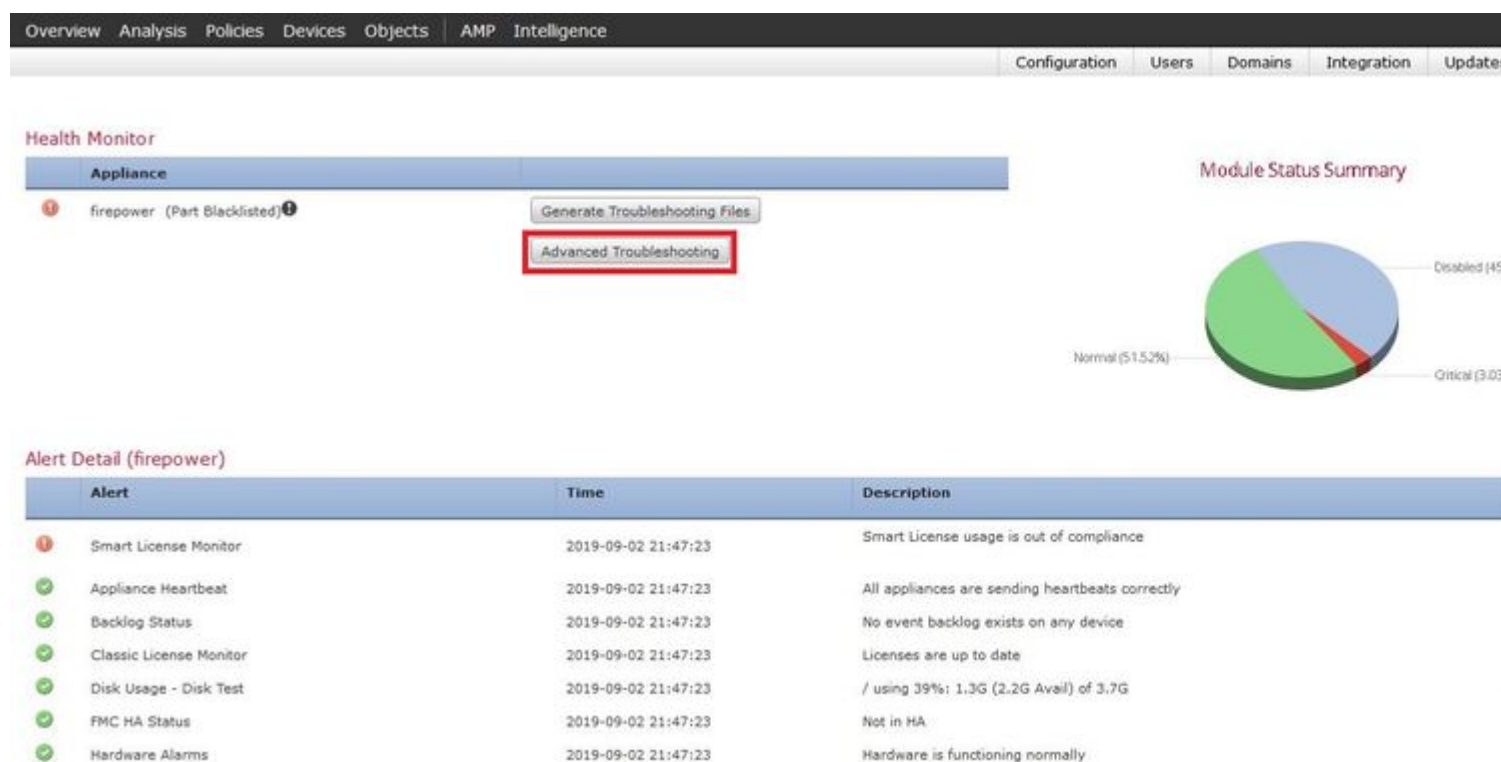 Overview Analysis Policies Devices Objects AMP Intelligence
Configuration Users Domains Integration Updates
Health Monitor
Appliance
firepower (Part Blacklisted)
Generate Troubleshooting Files
Advanced Troubleshooting
Module Status Summary
Disabled (45
Normal (51.52%)
Critical (3.03
Alert Detail (firepower)
Alert Time Description
Smart License Monitor 2019-09-02 21:47:23 Smart License usage is out of compliance
Appliance Heartbeat 2019-09-02 21:47:23 All appliances are sending heartbeats correctly
Backlog Status 2019-09-02 21:47:23 No event backlog exists on any device
Classic License Monitor 2019-09-02 21:47:23 Licenses are up to date
Disk Usage - Disk Test 2019-09-02 21:47:23 / using 39%: 1.3G (2.2G Avail) of 3.7G
FMC HA Status 2019-09-02 21:47:23 Not in HA
Hardware Alarms 2019-09-02 21:47:23 Hardware is functioning normally